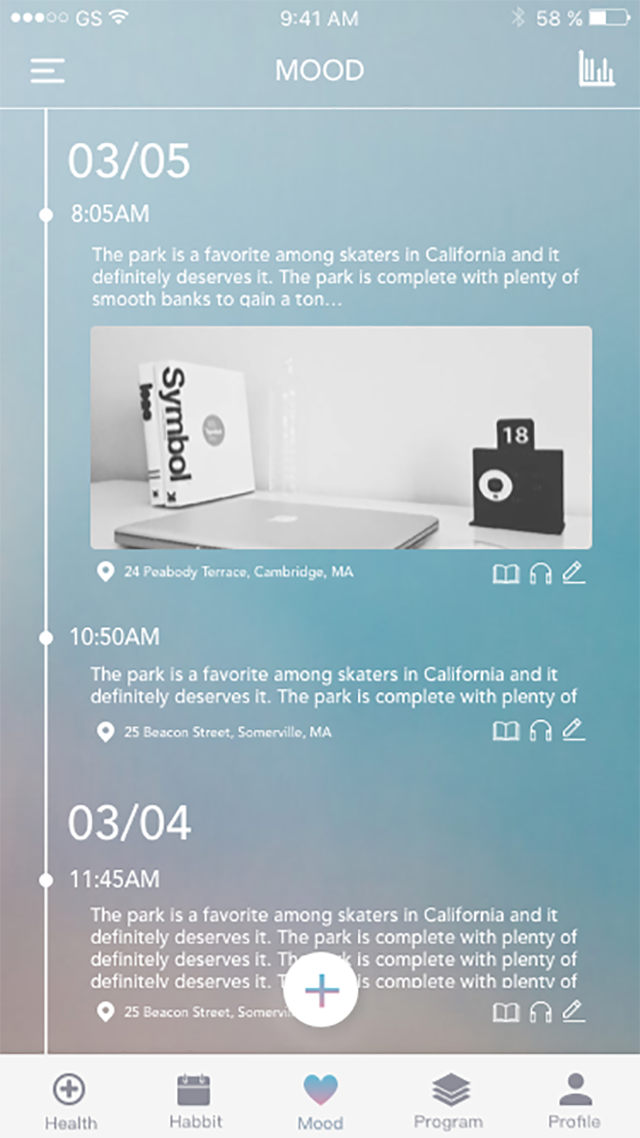 GS 9:41 AM 58 %
MOOD
03/05
8:05AM
The park is a favorite among skaters in California and it
definitely deserves it. The park is complete with plenty of
smooth banks to gain a ton...
Symbol
18
24 Peabody Terrace, Cambridge, MA
10:50AM
The park is a favorite among skaters in California and it
definitely deserves it. The park is complete with plenty of
25 Beacon Street, Somerville, MA
03/04
11:45AM
The park is a favorite among skaters in California and it
definitely deserves it. The park is complete with plenty of
definitely deserves it. is complete with plenty of
definitely deserves it. is complete with plenty of
25 Beacon Street,
Health Habbit Mood Program Profile